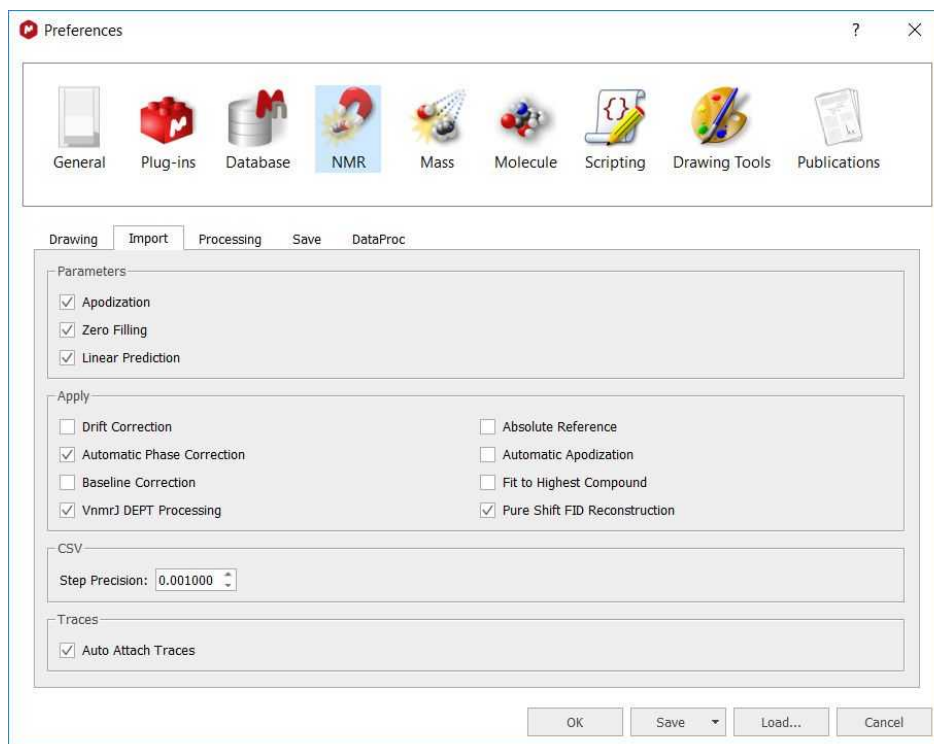 Preferences
?
General Plug-ins Database NMR Mass Molecule Scripting Drawing Tools Publications
Drawing Import Processing Save DataProc
Parameters
Apodization
Zero Filling
Linear Prediction
Apply
Drift Correction Absolute Reference
Automatic Phase Correction Automatic Apodization
Baseline Correction Fit to Highest Compound
VnmrJ DEPT Processing Pure Shift FID Reconstruction
CSV
Step Precision: 0.001000
Traces
Auto Attach Traces
OK Save Load... Cancel